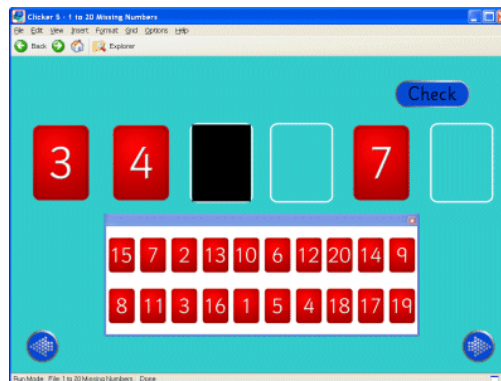 Clicker 5 - 1 to 20 Missing Numbers
File Edit View Insert Format Grid Options Help
Back Explorer
Check
3 4 7
15 7 2 13 10 6 12 20 14 9
8 11 3 16 1 5 4 18 17 19
Run Mode File: 1 to 20 Missing Numbers Done